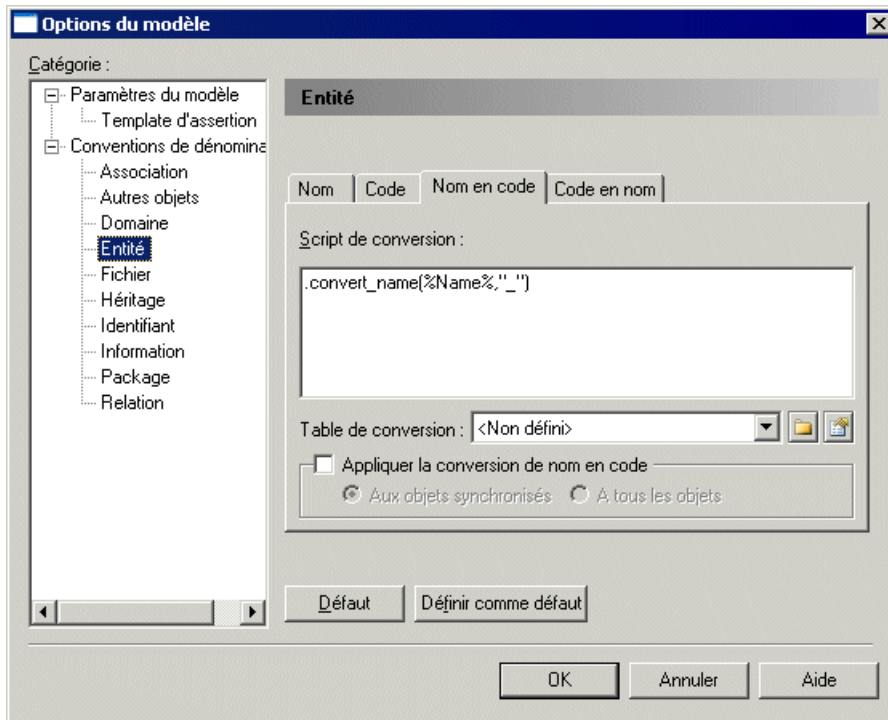 Options du modèle
Catégorie :
Paramètres du modèle
Template d'assertion
Conventions de dénomina
Association
Autres objets
Domaine
Entité
Fichier
Héritage
Identifiant
Information
Package
Relation
Entité
Nom Code Nom en code Code en nom
Script de conversion :
.convert_name(%Name%,"_")
Table de conversion : <Non défini>
Appliquer la conversion de nom en code
Aux objets synchronisés A tous les objets
Défaut Définir comme défaut
OK Annuler Aide